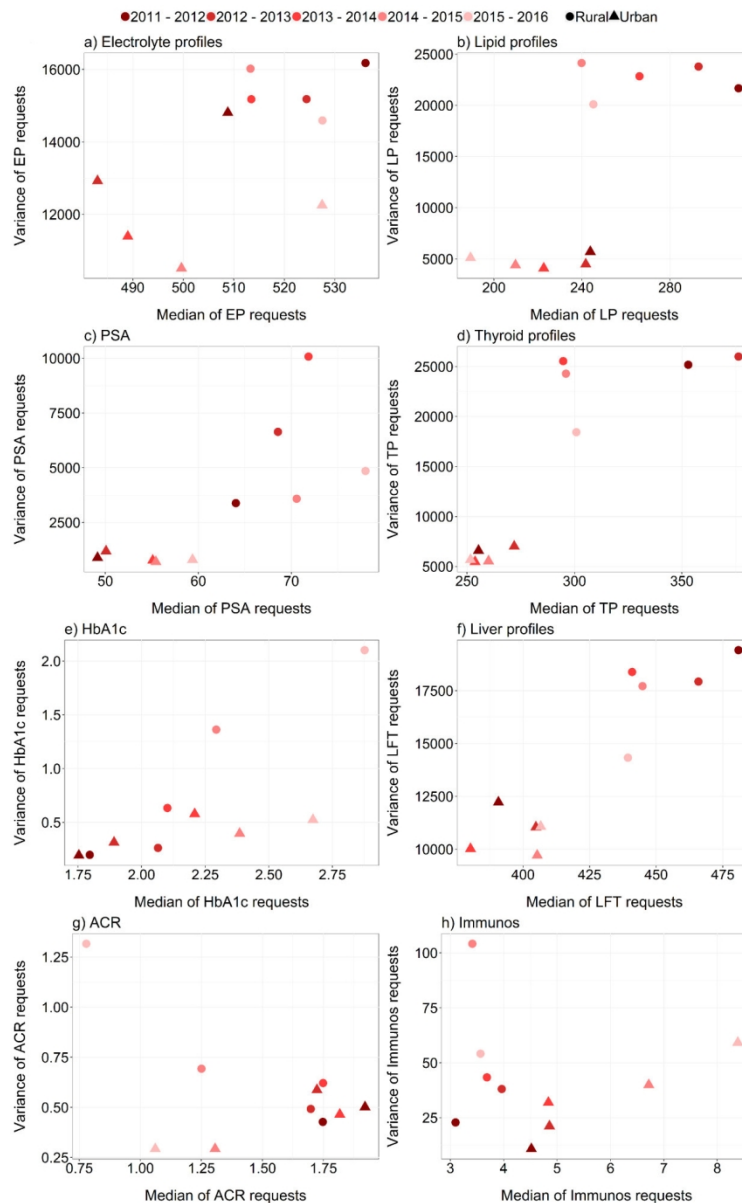 2011 - 2012 2012 - 2013 2013 - 2014 2014 - 2015 2015 - 2016 Rural Urban
a) Electrolyte profiles
Variance of EP requests
16000
14000
12000
490 500 510 520 530
Median of EP requests
b) Lipid profiles
Variance of LP requests
25000
20000
15000
10000
5000
200 240 280
Median of LP requests
c) PSA
Variance of PSA requests
10000
7500
5000
2500
50 60 70
Median of PSA requests
d) Thyroid profiles
Variance of TP requests
25000
20000
15000
10000
5000
250 300 350
Median of TP requests
e) HbA1c
Variance of HbA1c requests
2.0
1.5
1.0
0.5
1.75 2.00 2.25 2.50 2.75
Median of HbA1c requests
f) Liver profiles
Variance of LFT requests
17500
15000
12500
10000
400 425 450 475
Median of LFT requests
g) ACR
Variance of ACR requests
1.25
1.00
0.75
0.50
0.25
0.75 1.00 1.25 1.50 1.75
Median of ACR requests
h) Immunos
Variance of Immunos requests
100
75
50
25
3 4 5 6 7 8
Median of Immunos requests